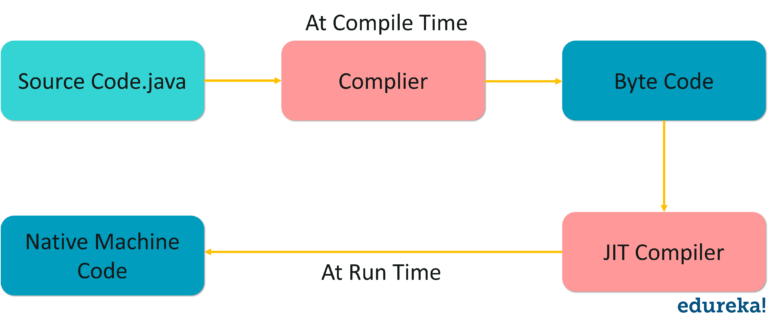 At Compile Time
Source Code.java
Complier
Byte Code
Native Machine
Code
At Run Time
JIT Compiler
edureka!